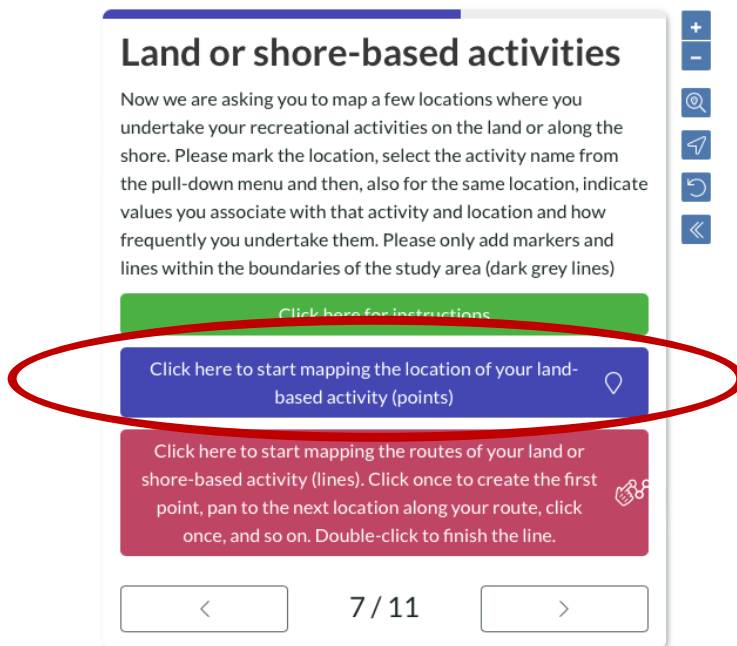 Land or shore-based activities
Now we are asking you to map a few locations where you
undertake your recreational activities on the land or along the
shore. Please mark the location, select the activity name from
the pull-down menu and then, also for the same location, indicate
values you associate with that activity and location and how
frequently you undertake them. Please only add markers and
lines within the boundaries of the study area (dark grey lines)
Click here for instructions
Click here to start mapping the location of your land-
based activity (points)
Click here to start mapping the routes of your land or
shore-based activity (lines). Click once to create the first
point, pan to the next location along your route, click
once, and so on. Double-click to finish the line.
7 / 11